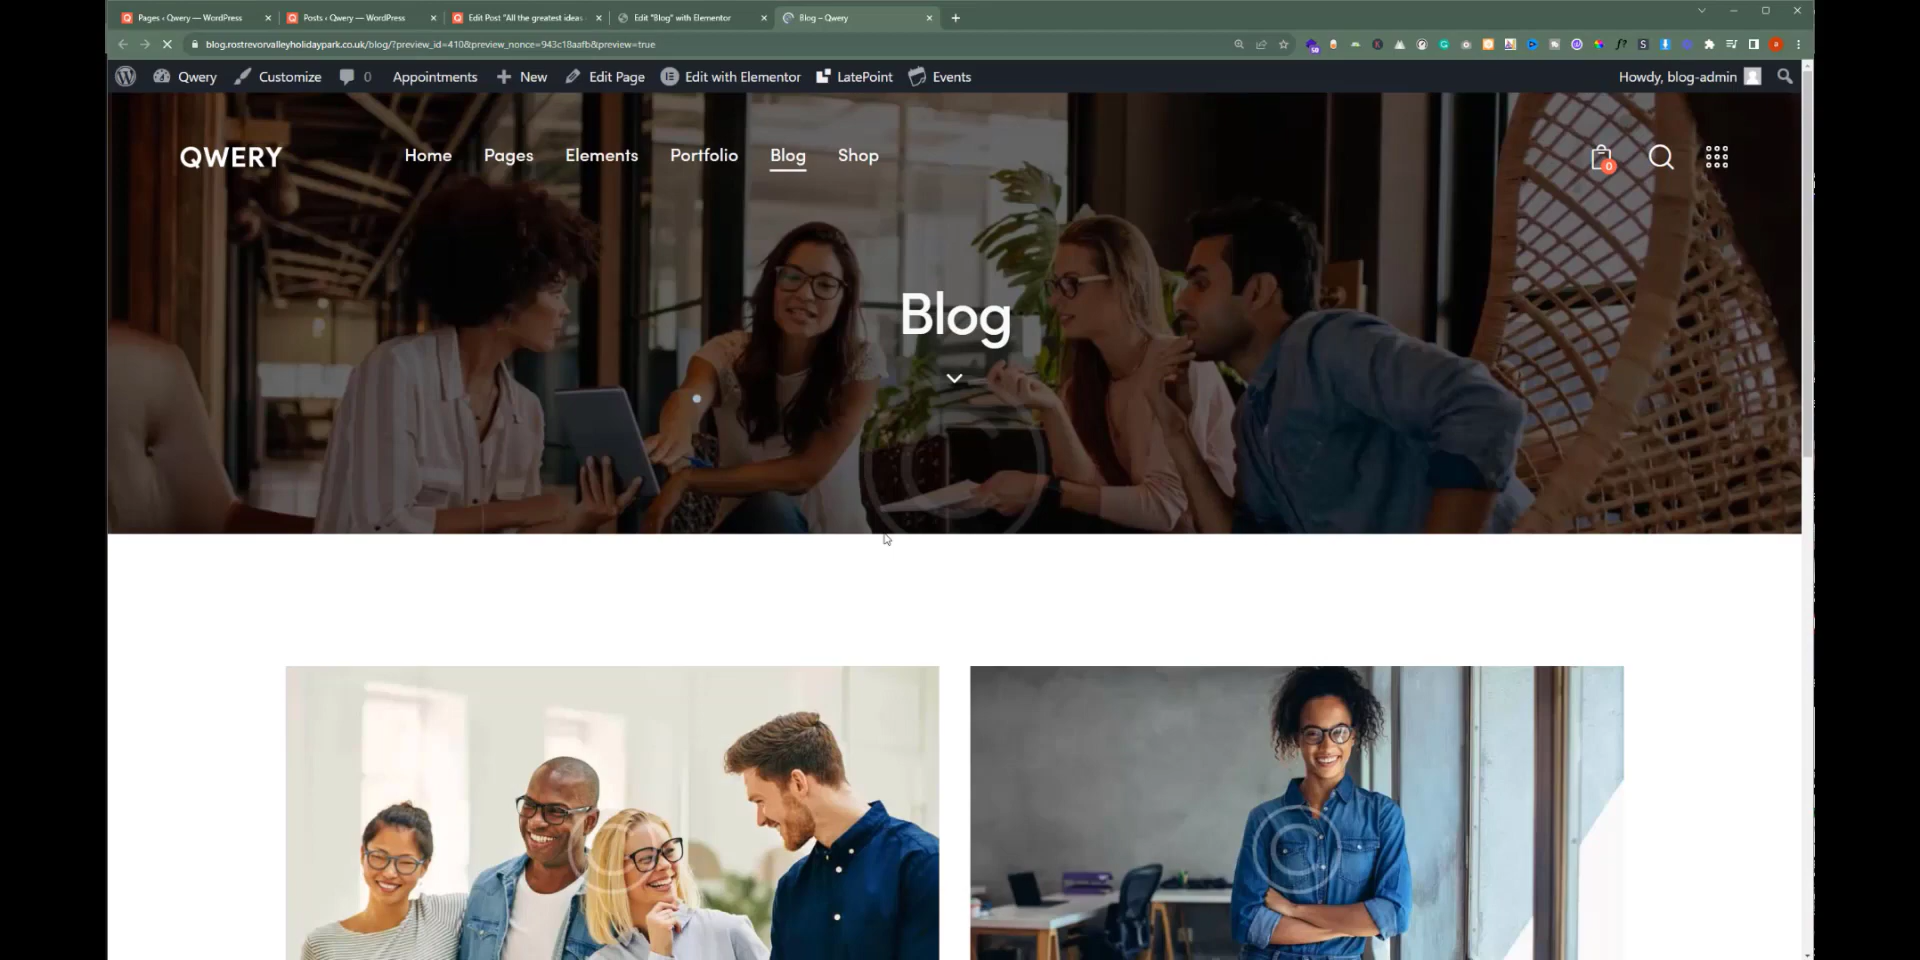 Pages ‹ Qwery — WordPress
Posts ‹ Qwery — WordPress
Edit Post "All the greatest ideas
Edit "Blog" with Elementor
Blog – Qwery
blog.rostrevorvalleyholidaypark.co.uk/blog/?preview_id=410&preview_nonce=943c18aafb&preview=true
Qwery
Customize
0
Appointments
New
Edit Page
Edit with Elementor
LatePoint
Events
Howdy, blog-admin
QWERY
Home
Pages
Elements
Portfolio
Blog
Shop
0
Blog